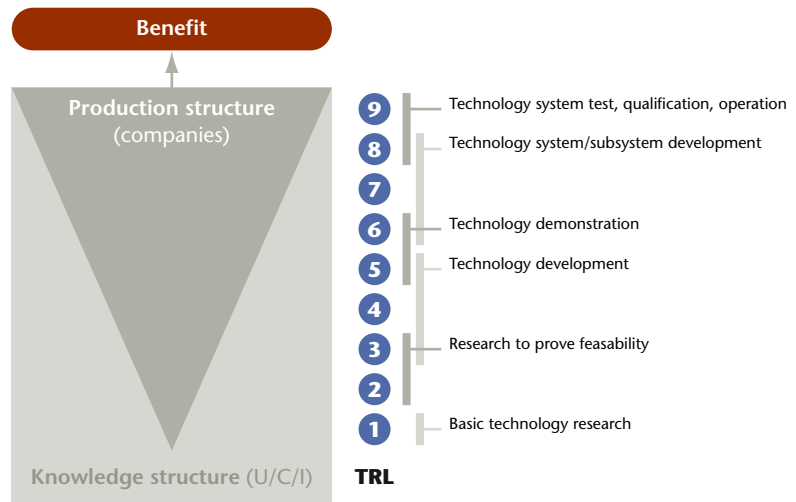 Benefit
Production structure
(companies)
Knowledge structure (U/C/I)
9
8
7
6
5
4
3
2
1
TRL
Technology system test, qualification, operation
Technology system/subsystem development
Technology demonstration
Technology development
Research to prove feasability
Basic technology research